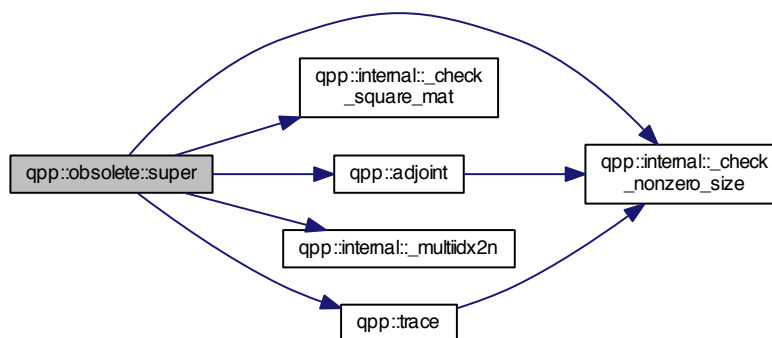 qpp::obsolete::super
qpp::internal::_check
_square_mat
qpp::adjoint
qpp::internal::_multiidx2n
qpp::trace
qpp::internal::_check
_nonzero_size